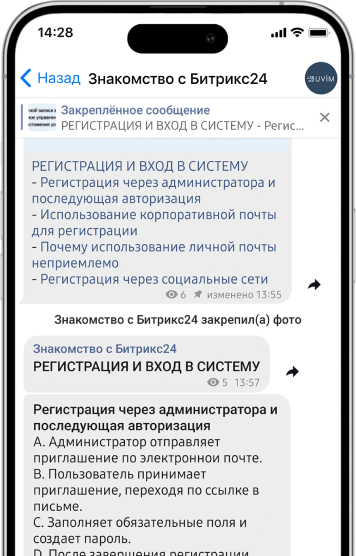 14:28
Назад Знакомство с Битрикс24
UVIM
Закреплённое сообщение
РЕГИСТРАЦИЯ И ВХОД В СИСТЕМУ - Регис...
РЕГИСТРАЦИЯ И ВХОД В СИСТЕМУ
- Регистрация через администратора и
последующая авторизация
- Использование корпоративной почты
для регистрации
- Почему использование личной почты
неприемлемо
- Регистрация через социальные сети
6 изменено 13:55
Знакомство с Битрикс24 закрепил(а) фото
Знакомство с Битрикс24
РЕГИСТРАЦИЯ И ВХОД В СИСТЕМУ
5 13:57
Регистрация через администратора и
последующая авторизация
A. Администратор отправляет
приглашение по электронной почте.
B. Пользователь принимает
приглашение, переходя по ссылке в
письме.
C. Заполняет обязательные поля и
создает пароль.
D. После завершения регистрации